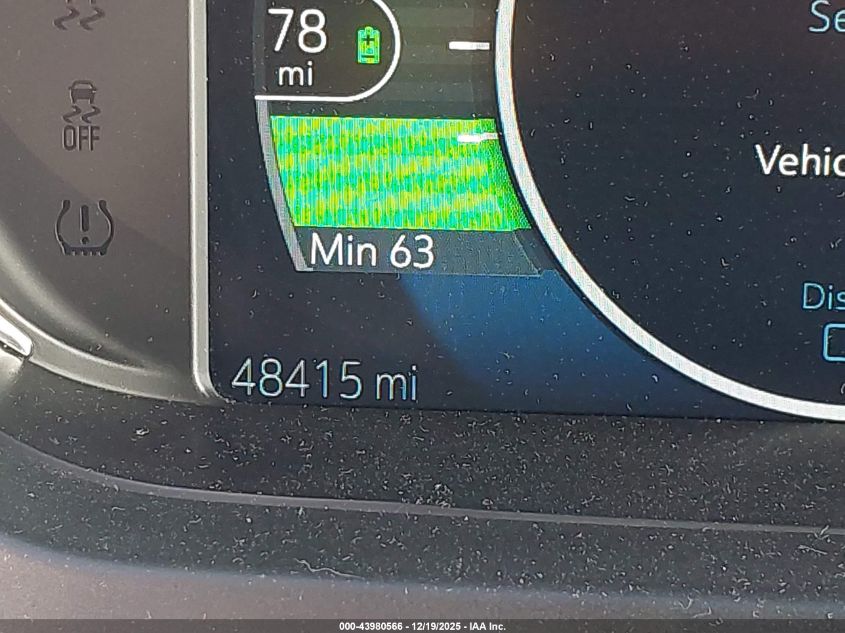 78
mi
OFF
Min 63
48415 mi
Se
Vehic
Dis
000-43980566 - 12/19/2025 - IAA Inc.